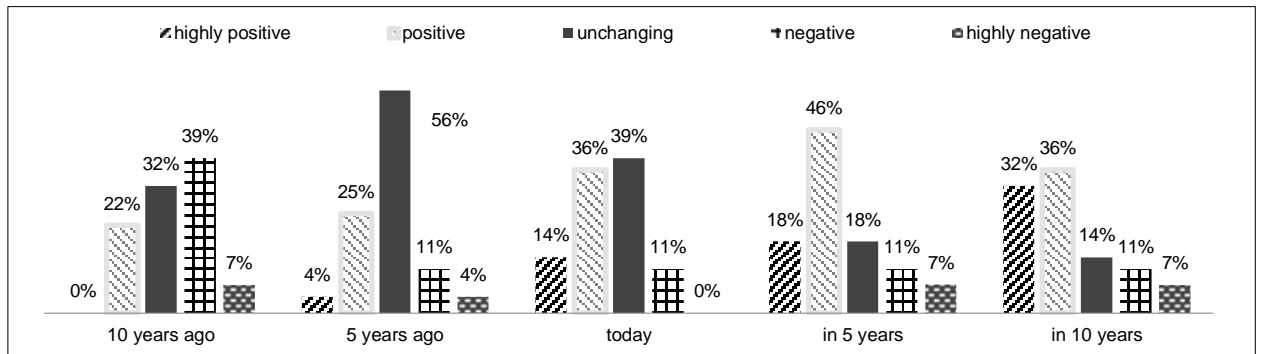 highly positive positive unchanging negative highly negative
0% 22% 32% 39% 7%
4% 25% 56% 11% 4%
14% 36% 39% 11% 0%
18% 46% 18% 11% 7%
32% 36% 14% 11% 7%
10 years ago 5 years ago today in 5 years in 10 years